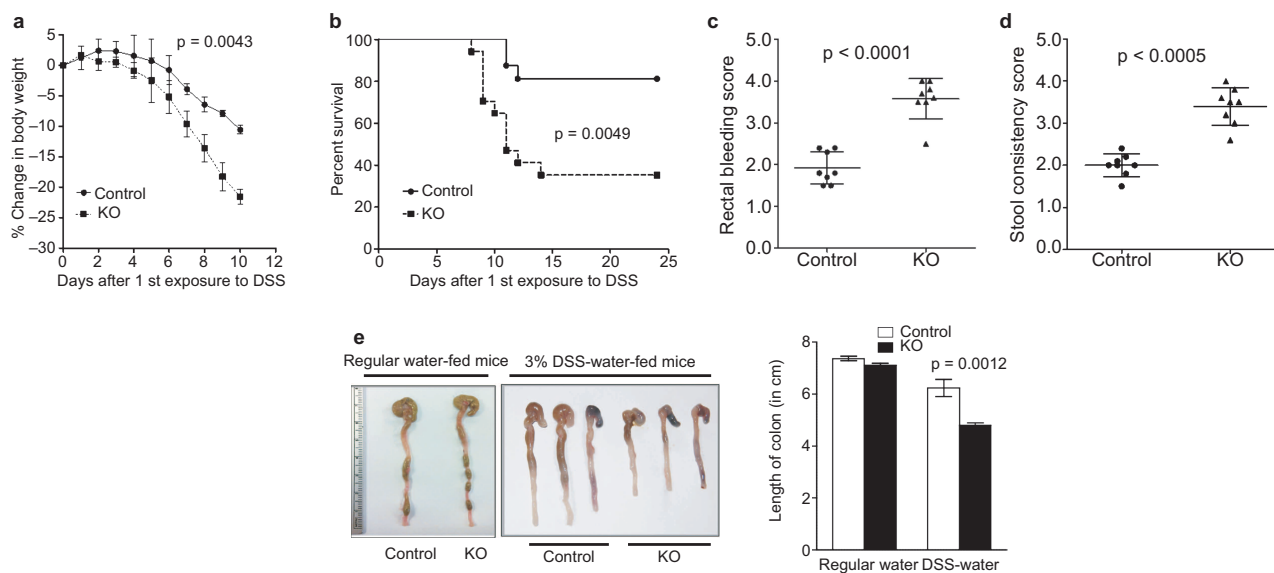 a
% Change in body weight
5
0
−5
−10
−15
−20
−25
−30
p = 0.0043
Control
KO
0 2 4 6 8 10 12
Days after 1 st exposure to DSS
b
Percent survival
100
80
60
40
20
0
p = 0.0049
Control
KO
0 5 10 15 20 25
Days after 1 st exposure to DSS
c
Rectal bleeding score
5.0
4.0
3.0
2.0
1.0
0.0
p < 0.0001
Control KO
d
Stool consistency score
5.0
4.0
3.0
2.0
1.0
0.0
p < 0.0005
Control KO
e
Regular water-fed mice
3% DSS-water-fed mice
Control KO
Control KO
Length of colon (in cm)
8
6
4
2
0
Control
KO
p = 0.0012
Regular water DSS-water